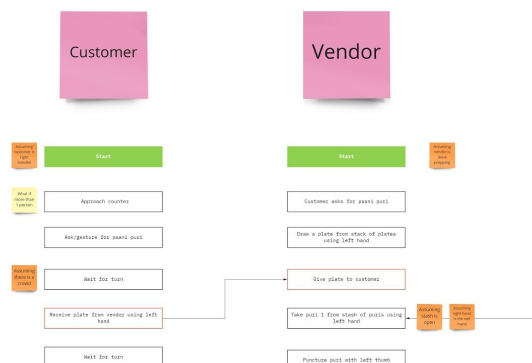 Customer
Vendor
Assuming
customer is
right
handed
Start
Start
Assuming
vendor is
done
prepping
What if
more than
1 person
Approach counter
Customer asks for paani puri
Ask/gesture for paani puri
Draw a plate from stack of plates
using left hand
Assuming
there is a
crowd
Wait for turn
Give plate to customer
Receive plate from vendor using left
hand
Take puri 1 from stash of puris using
left hand
Assuming
stash is
open
Assuming
right hand
is the wet
hand
Wait for turn
Puncture puri with left thumb